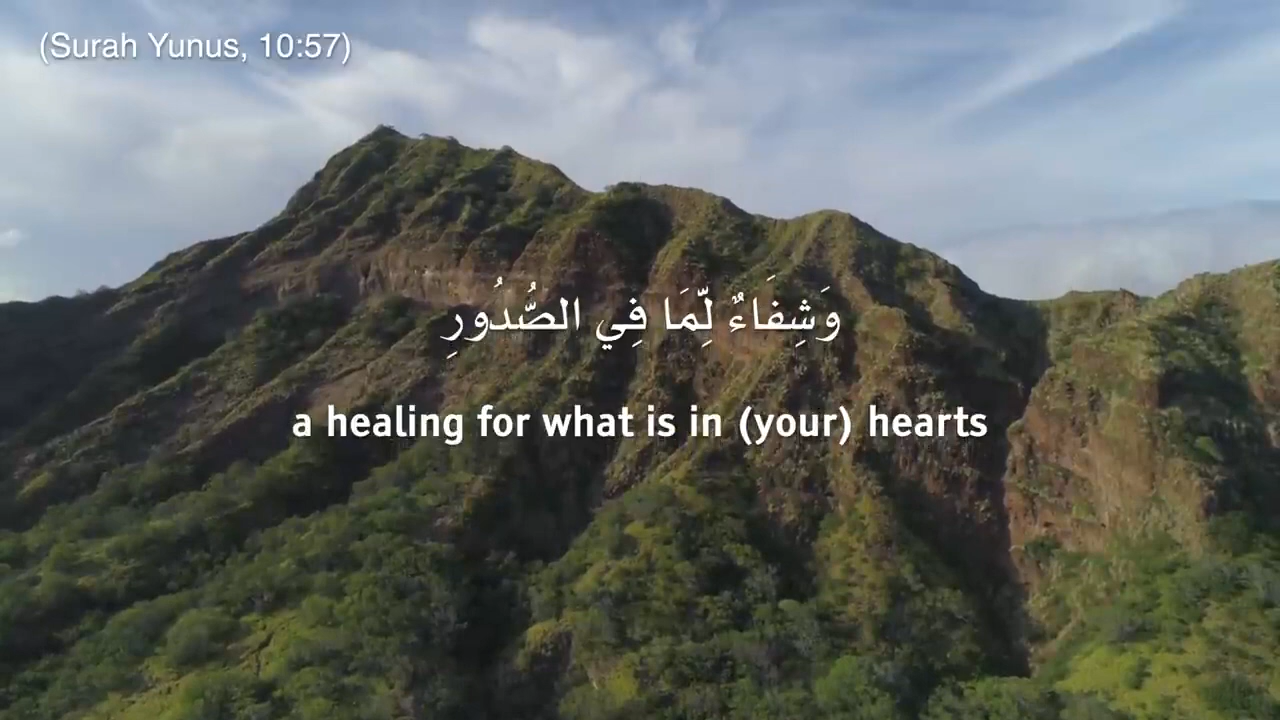 (Surah Yunus, 10:57)
وَشِفَاءٌ لِّمَا فِي الصُّدُورِ
a healing for what is in (your) hearts